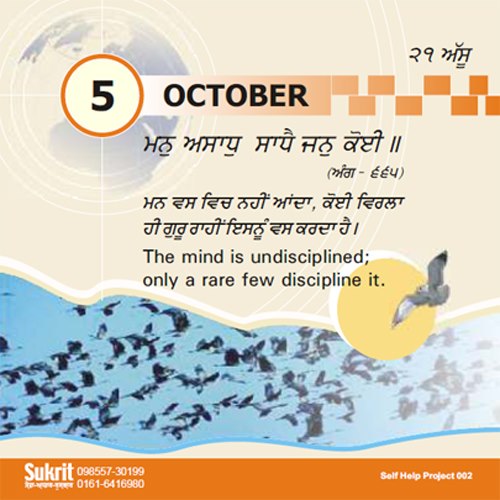 ੨੧ ਅੱਸੂ
5 OCTOBER
ਮਨੁ ਅਸਾਧੁ ਸਾਧੈ ਜਨੁ ਕੋਈ ॥
(ਅੰਗ - ੬੬੫)
ਮਨ ਵਸ ਵਿਚ ਨਹੀਂ ਆਂਦਾ, ਕੋਈ ਵਿਰਲਾ
ਹੀ ਗੁਰੂ ਰਾਹੀਂ ਇਸਨੂੰ ਵਸ ਕਰਦਾ ਹੈ।
The mind is undisciplined;
only a rare few discipline it.
Sukrit 098557-30199
0161-6416980
Self Help Project 002